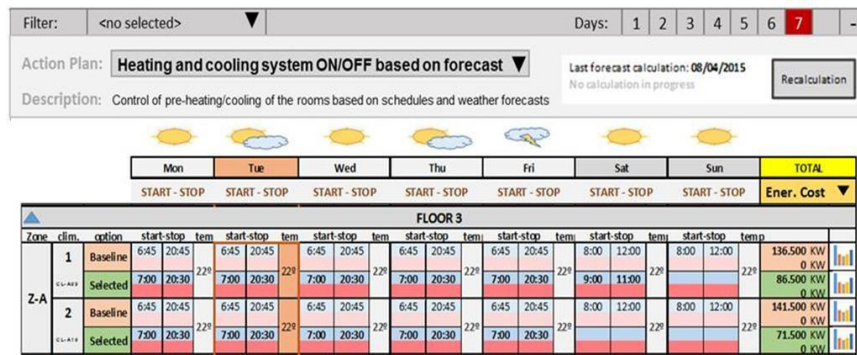 Filter: <no selected> ▼ Days: 1 2 3 4 5 6 7 -
Action Plan: Heating and cooling system ON/OFF based on forecast ▼
Last forecast calculation: 08/04/2015
No calculation in progress
Recalculation
Description: Control of pre-heating/cooling of the rooms based on schedules and weather forecasts
Mon Tue Wed Thu Fri Sat Sun TOTAL
START - STOP START - STOP START - STOP START - STOP START - STOP START - STOP START - STOP Ener. Cost ▼
FLOOR 3
Zone clim. option start-stop tem start-stop tem start-stop tem start-stop tem start-stop tem start-stop tem start-stop temp
Z-A
1 Baseline 6:45 20:45 6:45 20:45 6:45 20:45 6:45 20:45 6:45 20:45 8:00 12:00 8:00 12:00 136.500 KW
0 KW
22º 22º 22º 22º 22º 22º
Selected 7:00 20:30 7:00 20:30 7:00 20:30 7:00 20:30 7:00 20:30 9:00 11:00 86.500 KW
0 KW
2 Baseline 6:45 20:45 6:45 20:45 6:45 20:45 6:45 20:45 6:45 20:45 8:00 12:00 8:00 12:00 141.500 KW
0 KW
22º 22º 22º 22º 22º 22º
Selected 7:00 20:30 7:00 20:30 7:00 20:30 7:00 20:30 7:00 20:30 71.500 KW
0 KW